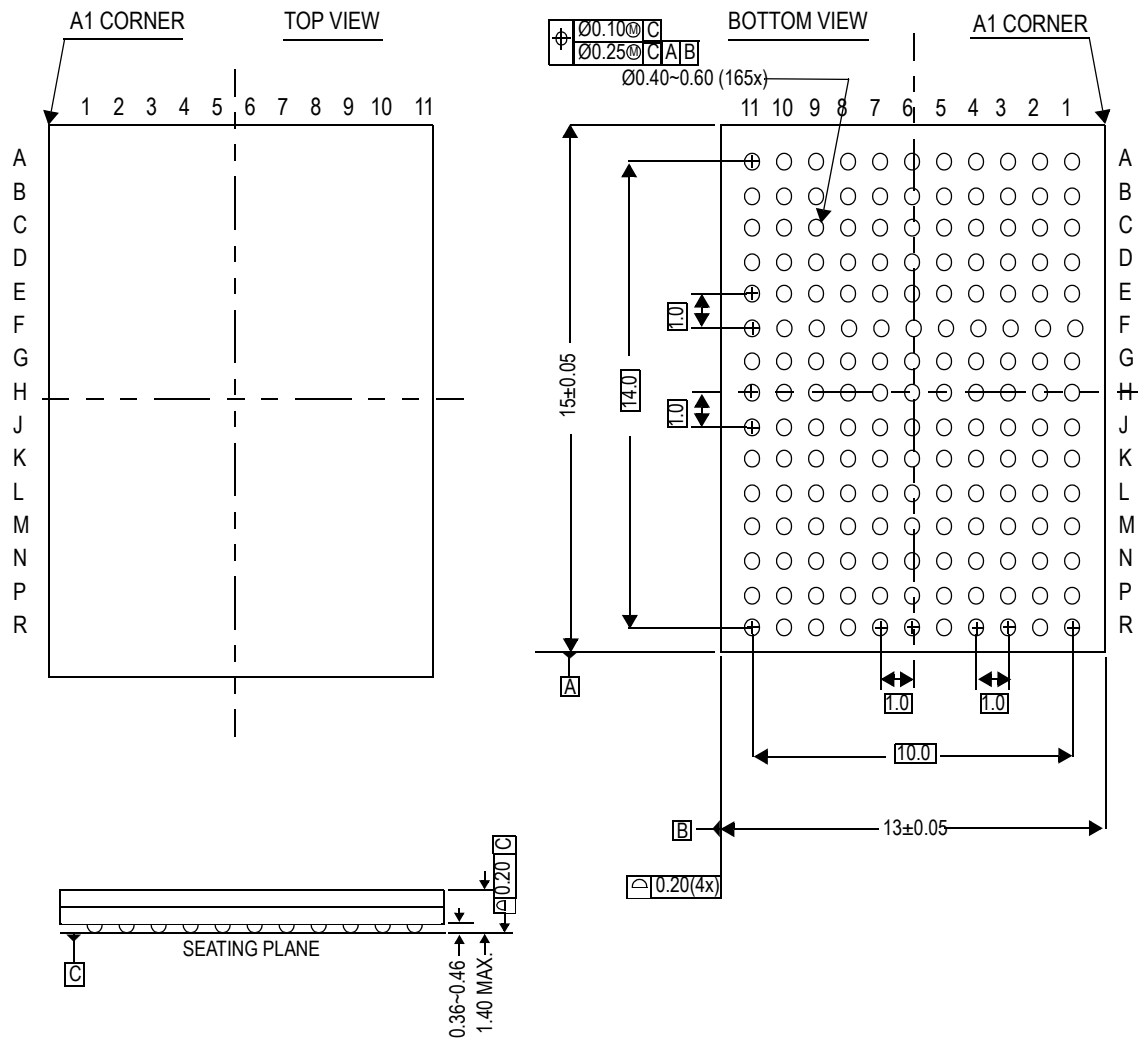 A1 CORNER
TOP VIEW
1 2 3 4 5 6 7 8 9 10 11
A
B
C
D
E
F
G
H
J
K
L
M
N
P
R
Ø0.10Ⓜ C
Ø0.25Ⓜ C A B
Ø0.40~0.60 (165x)
BOTTOM VIEW
A1 CORNER
11 10 9 8 7 6 5 4 3 2 1
A
B
C
D
E
F
G
H
J
K
L
M
N
P
R
1.0
1.0
14.0
15±0.05
A
1.0
1.0
10.0
B
13±0.05
0.20(4x)
0.20 C
SEATING PLANE
C
0.36~0.46
1.40 MAX.